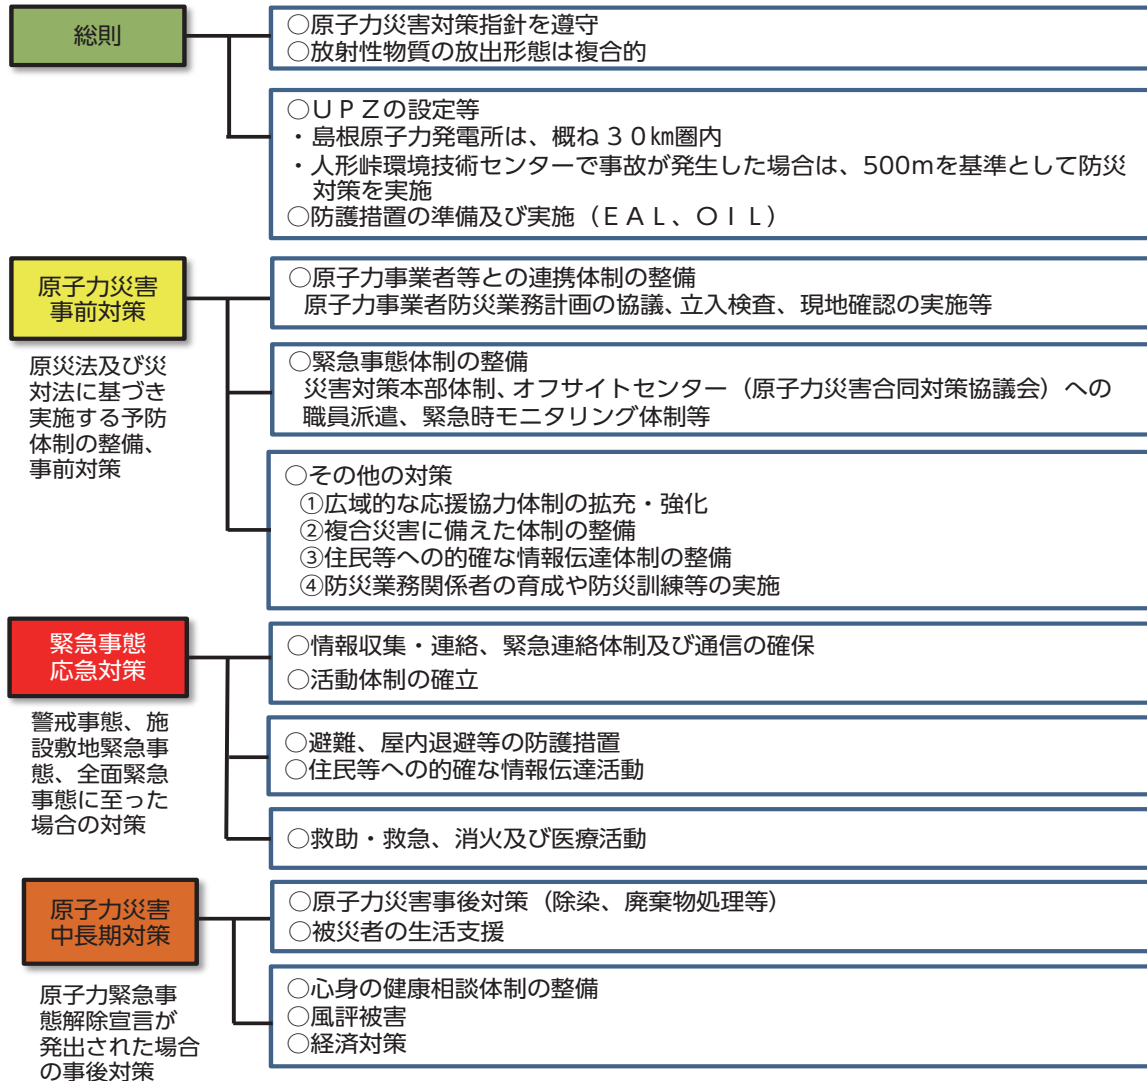 総則
○原子力災害対策指針を遵守
○放射性物質の放出形態は複合的
○ＵＰＺの設定等
・島根原子力発電所は、概ね３０㎞圏内
・人形峠環境技術センターで事故が発生した場合は、500mを基準として防災
対策を実施
○防護措置の準備及び実施（ＥＡＬ、ＯＩＬ）
原子力災害
事前対策
原災法及び災
対法に基づき
実施する予防
体制の整備、
事前対策
○原子力事業者等との連携体制の整備
原子力事業者防災業務計画の協議、立入検査、現地確認の実施等
○緊急事態体制の整備
災害対策本部体制、オフサイトセンター（原子力災害合同対策協議会）への
職員派遣、緊急時モニタリング体制等
○その他の対策
①広域的な応援協力体制の拡充・強化
②複合災害に備えた体制の整備
③住民等への的確な情報伝達体制の整備
④防災業務関係者の育成や防災訓練等の実施
緊急事態
応急対策
警戒事態、施
設敷地緊急事
態、全面緊急
事態に至った
場合の対策
○情報収集・連絡、緊急連絡体制及び通信の確保
○活動体制の確立
○避難、屋内退避等の防護措置
○住民等への的確な情報伝達活動
○救助・救急、消火及び医療活動
原子力災害
中長期対策
原子力緊急事
態解除宣言が
発出された場合
の事後対策
○原子力災害事後対策（除染、廃棄物処理等）
○被災者の生活支援
○心身の健康相談体制の整備
○風評被害
○経済対策